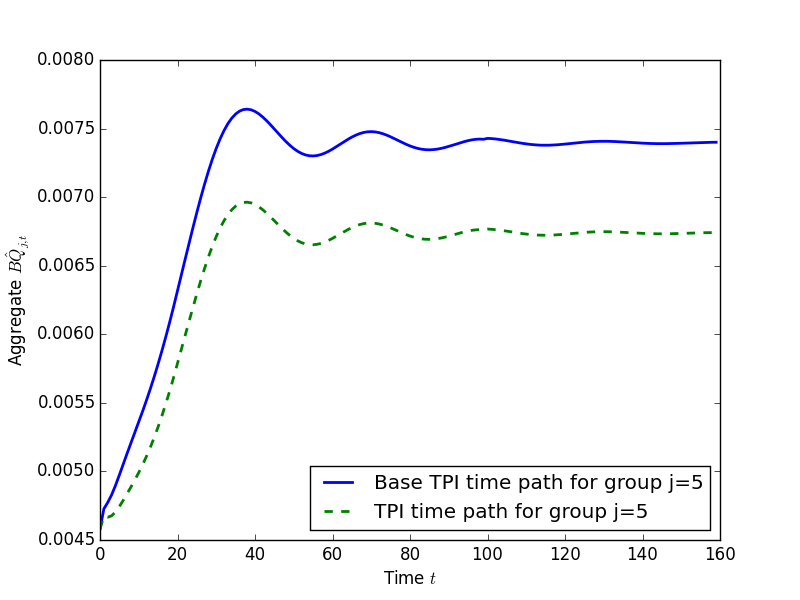 0.0080
0.0075
0.0070
0.0065
0.0060
0.0055
0.0050
0.0045
Aggregate $\hat{BQ}_{j,t}$
Base TPI time path for group j=5
TPI time path for group j=5
0 20 40 60 80 100 120 140 160
Time t